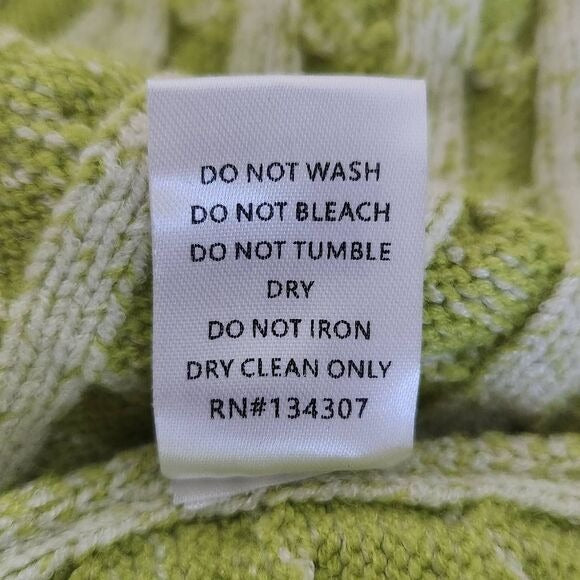 DO NOT WASH
DO NOT BLEACH
DO NOT TUMBLE
DRY
DO NOT IRON
DRY CLEAN ONLY
RN#134307